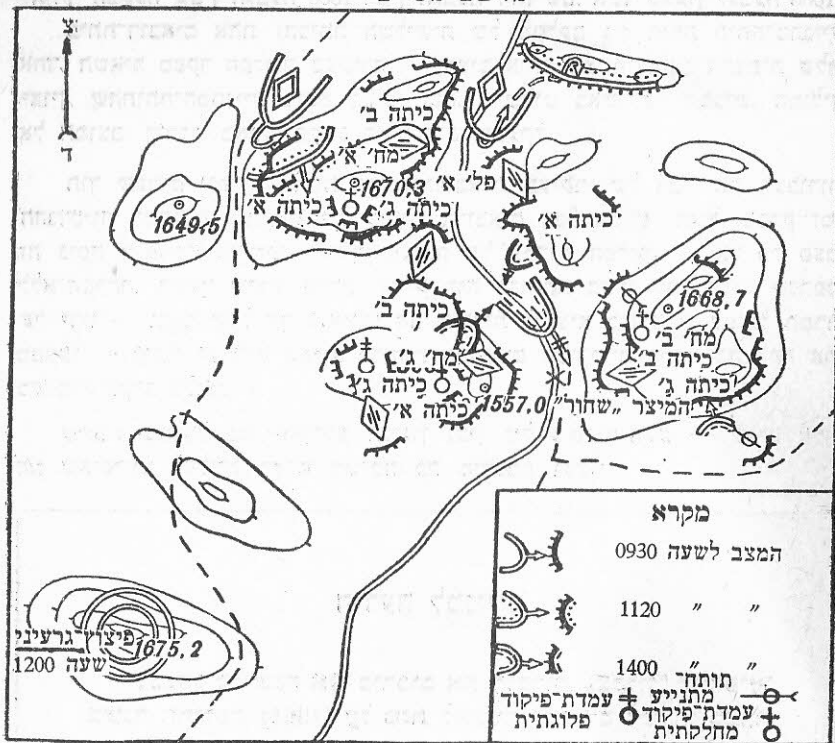 צ
ד
כיתה ב'
מח' א'
1670,3
כיתה א'
כיתה ג'
1649,5
פל' א'
כיתה א'
1668,7
מח' ב'
כיתה ב'
כיתה ג'
כיתה ב'
מח' ג'
כיתה ג'
כיתה א'
1557.0
המיצר „שחור"
פיצוץ גרעיני
1675,2
שעה 1200
מקרא
המצב לשעה 0930
" " 1120
" " 1400
תותח מתנייע
עמדת-פיקוד פלוגתית
עמדת-פיקוד מחלקתית